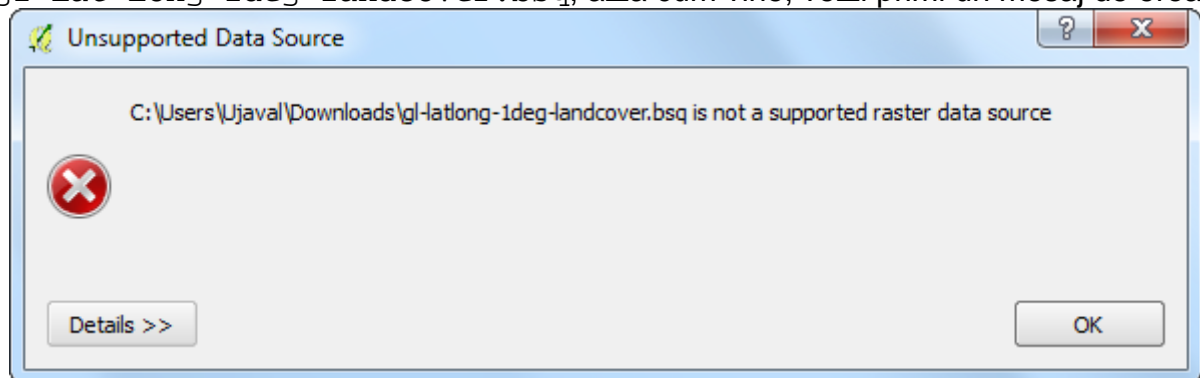 Unsupported Data Source
C:\Users\Ujaval\Downloads\gl-latlong-1deg-landcover.bsq is not a supported raster data source
Details >>
OK